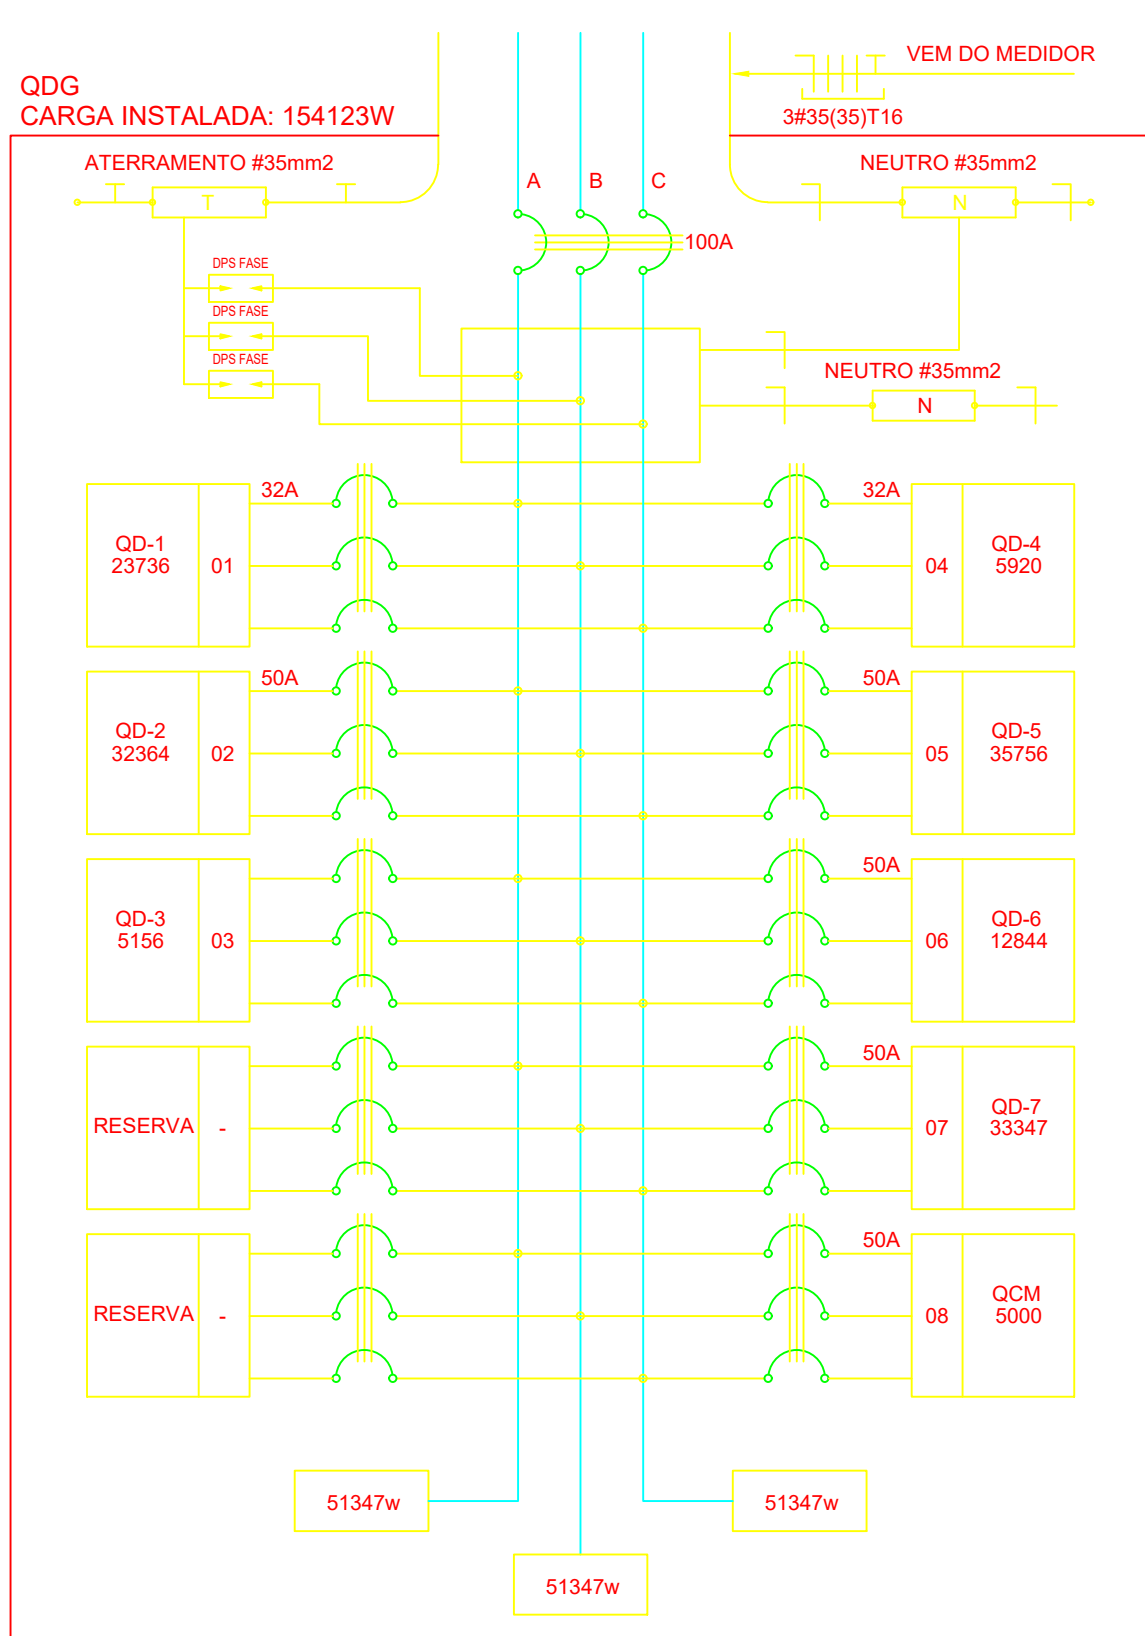 VEM DO MEDIDOR
QDG
CARGA INSTALADA: 154123W
3#35(35)T16
ATERRAMENTO #35mm2
NEUTRO #35mm2
T
A
B
C
N
100A
DPS FASE
DPS FASE
DPS FASE
NEUTRO #35mm2
N
32A
QD-1
23736
01
32A
04
QD-4
5920
50A
QD-2
32364
02
50A
05
QD-5
35756
QD-3
5156
03
50A
06
QD-6
12844
RESERVA
-
50A
07
QD-7
33347
RESERVA
-
50A
08
QCM
5000
51347w
51347w
51347w